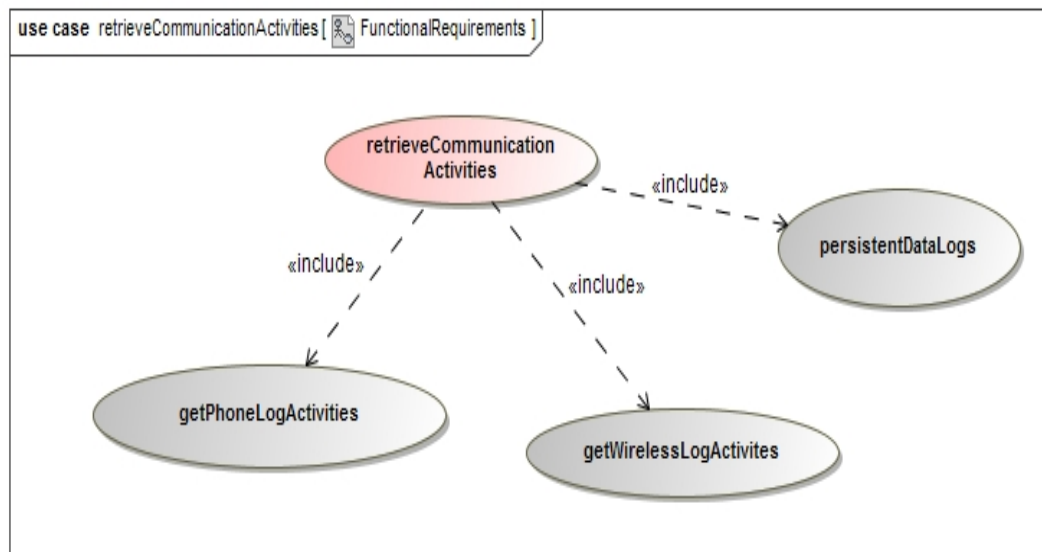 use case retrieveCommunicationActivities [ FunctionalRequirements ]
retrieveCommunication
Activities
«include»
persistentDataLogs
«include»
«include»
getPhoneLogActivities
getWirelessLogActivites